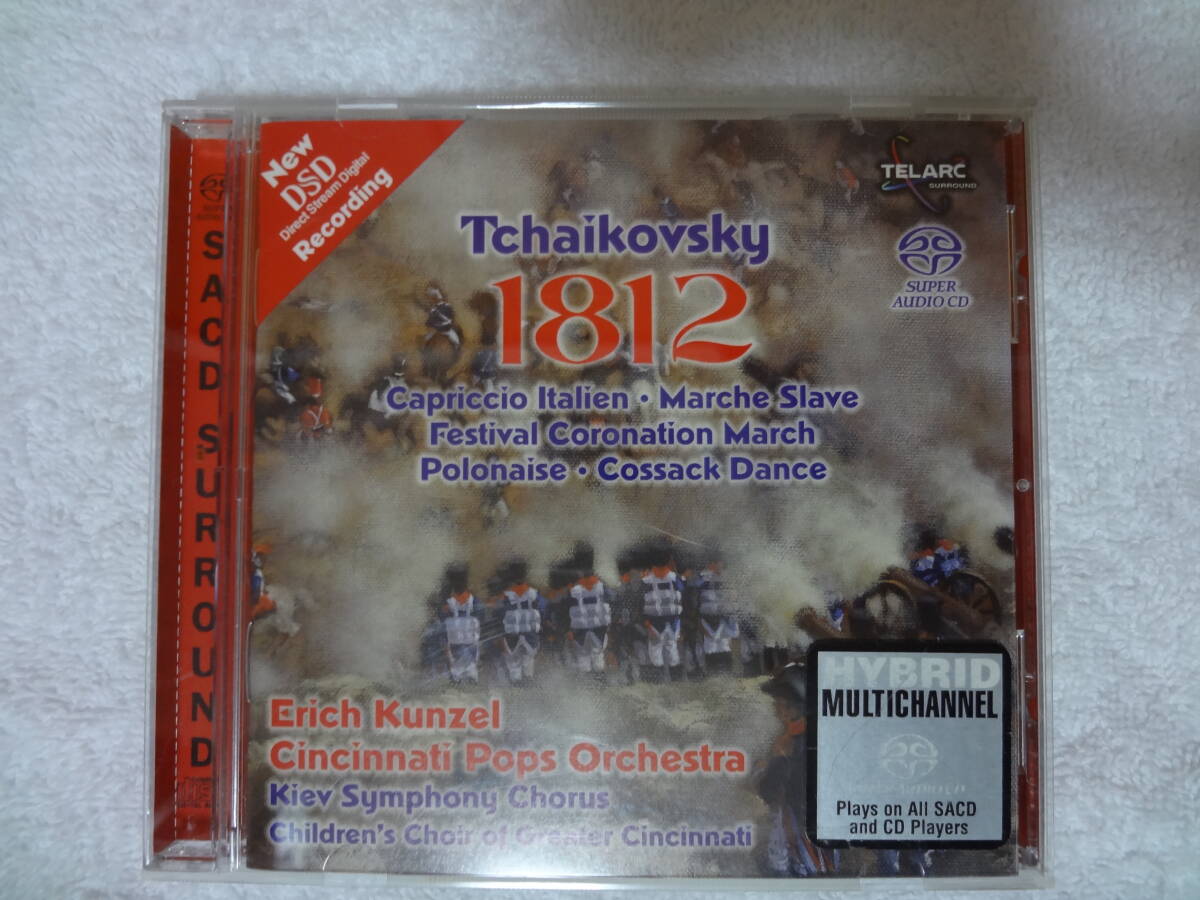 New
DSD
Direct Stream Digital
Recording
TELARC
SURROUND
Tchaikovsky
1812
SUPER
AUDIO CD
Capriccio Italien • Marche Slave
Festival Coronation March
Polonaise • Cossack Dance
SACD SURROUND
Erich Kunzel
Cincinnati Pops Orchestra
Kiev Symphony Chorus
Children's Choir of Greater Cincinnati
HYBRID
MULTICHANNEL
Plays on All SACD
and CD Players